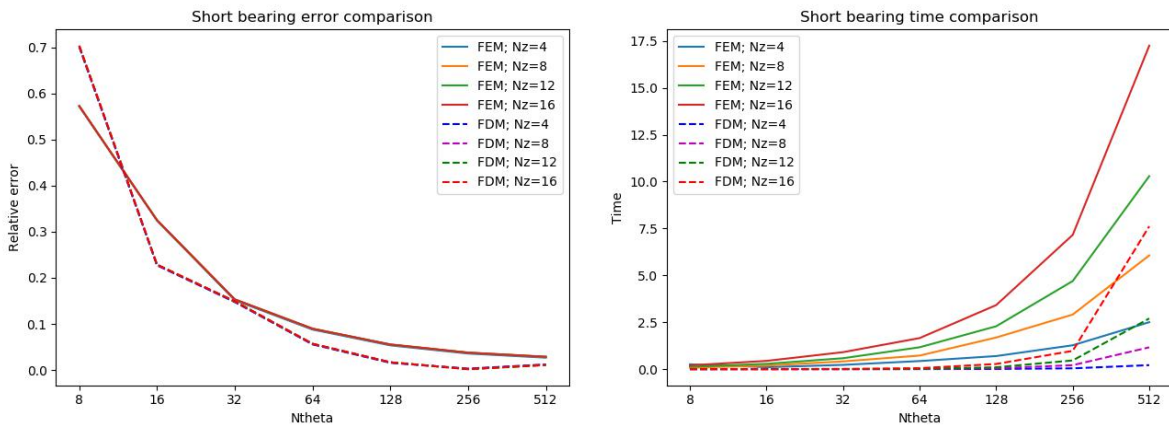 Short bearing error comparison
0.7
0.6
0.5
0.4
0.3
0.2
0.1
0.0
Relative error
FEM; Nz=4
FEM; Nz=8
FEM; Nz=12
FEM; Nz=16
FDM; Nz=4
FDM; Nz=8
FDM; Nz=12
FDM; Nz=16
8 16 32 64 128 256 512
Ntheta
Short bearing time comparison
17.5
15.0
12.5
10.0
7.5
5.0
2.5
0.0
Time
FEM; Nz=4
FEM; Nz=8
FEM; Nz=12
FEM; Nz=16
FDM; Nz=4
FDM; Nz=8
FDM; Nz=12
FDM; Nz=16
8 16 32 64 128 256 512
Ntheta